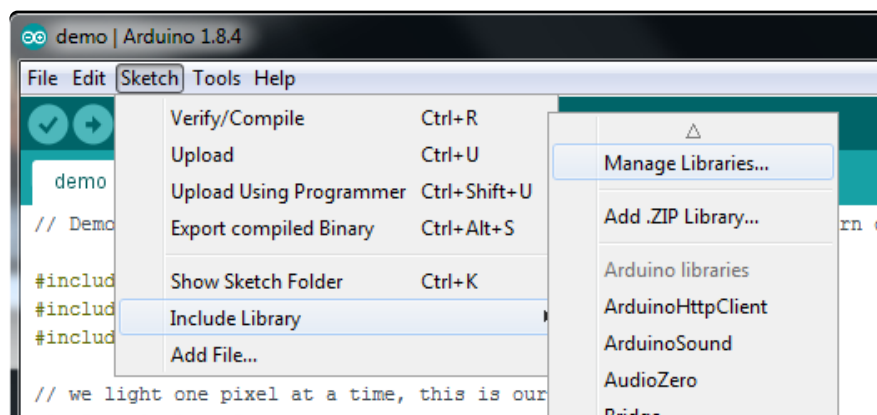 demo | Arduino 1.8.4
File Edit Sketch Tools Help
Verify/Compile Ctrl+R
Upload Ctrl+U
Upload Using Programmer Ctrl+Shift+U
Export compiled Binary Ctrl+Alt+S
Show Sketch Folder Ctrl+K
Include Library
Add File...
Manage Libraries...
Add .ZIP Library...
Arduino libraries
ArduinoHttpClient
ArduinoSound
AudioZero
Bridge
demo
// Demo
#includ
#includ
#includ
// we light one pixel at a time, this is our